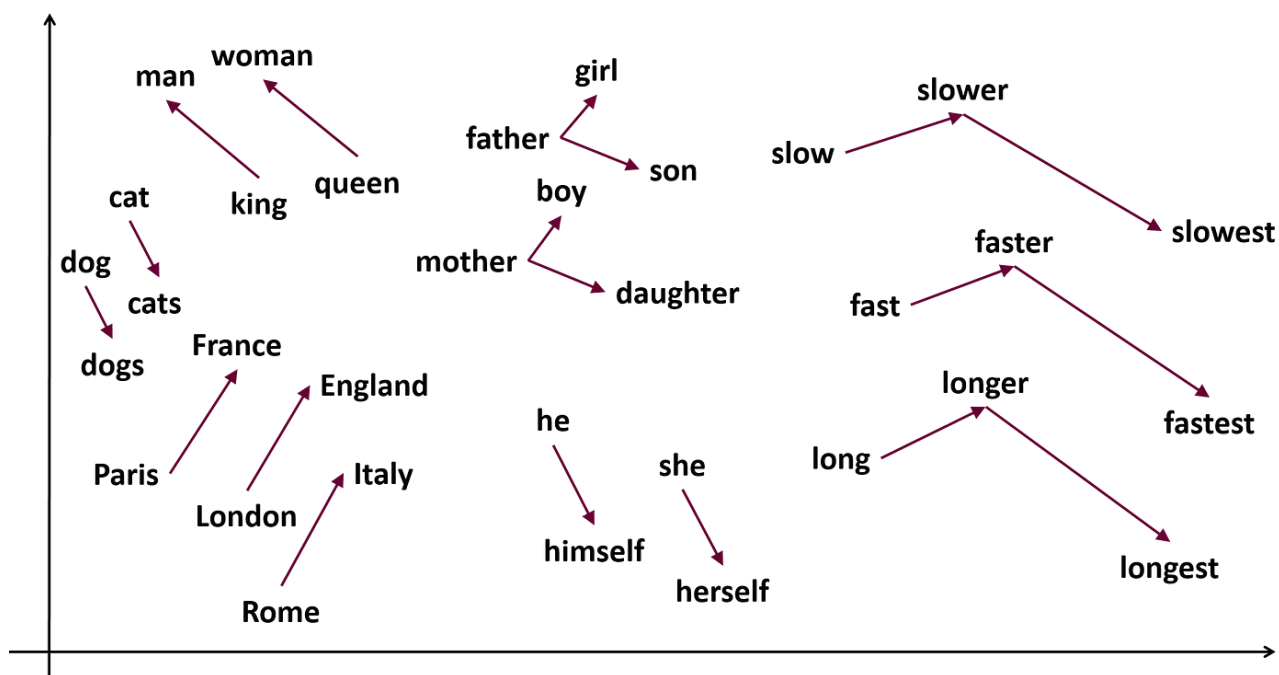 woman
man
girl
slower
father
slow
son
queen
boy
cat
king
slowest
faster
dog
mother
daughter
cats
fast
France
dogs
England
longer
he
fastest
long
she
Paris
Italy
London
himself
longest
herself
Rome